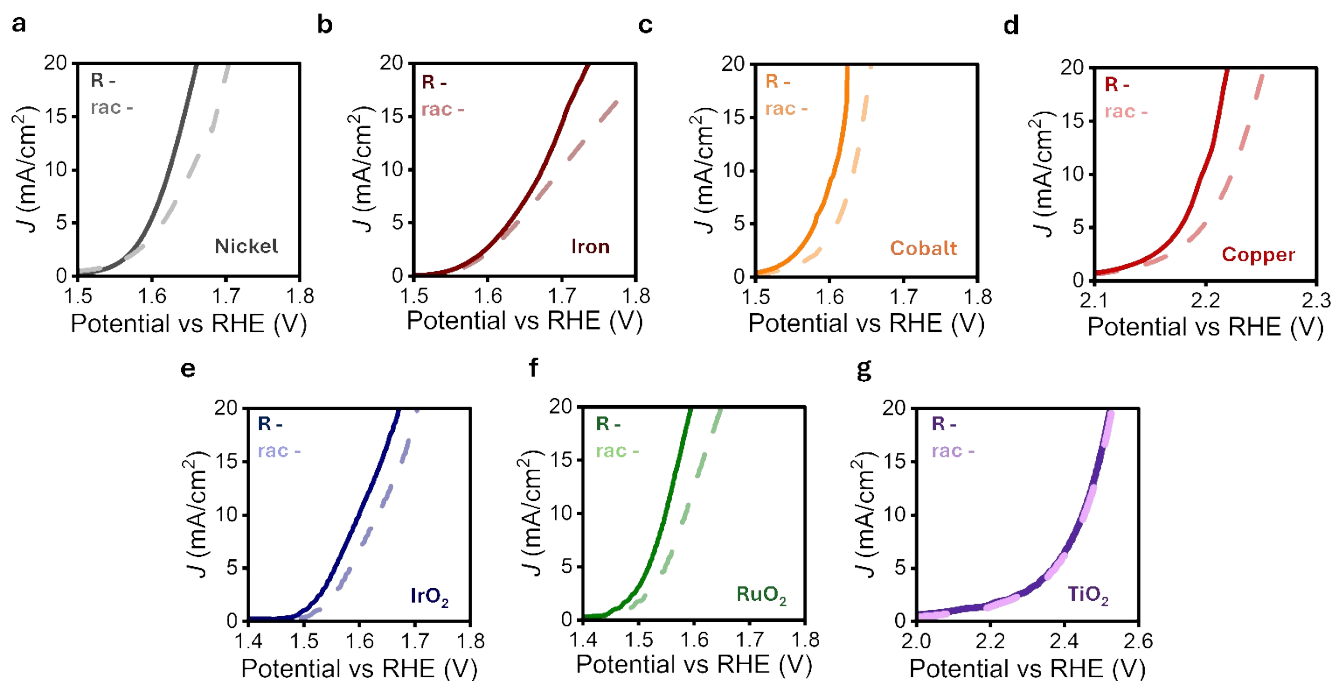 a
20
15
10
5
0
J (mA/cm²)
R -
rac -
Nickel
1.5 1.6 1.7 1.8
Potential vs RHE (V)
b
20
15
10
5
0
J (mA/cm²)
R -
rac -
Iron
1.5 1.6 1.7 1.8
Potential vs RHE (V)
c
20
15
10
5
0
J (mA/cm²)
R -
rac -
Cobalt
1.5 1.6 1.7 1.8
Potential vs RHE (V)
d
20
15
10
5
0
J (mA/cm²)
R -
rac -
Copper
2.1 2.2 2.3
Potential vs RHE (V)
e
20
15
10
5
0
J (mA/cm²)
R -
rac -
IrO₂
1.4 1.5 1.6 1.7 1.8
Potential vs RHE (V)
f
20
15
10
5
0
J (mA/cm²)
R -
rac -
RuO₂
1.4 1.5 1.6 1.7 1.8
Potential vs RHE (V)
g
20
15
10
5
0
J (mA/cm²)
R -
rac -
TiO₂
2.0 2.2 2.4 2.6
Potential vs RHE (V)